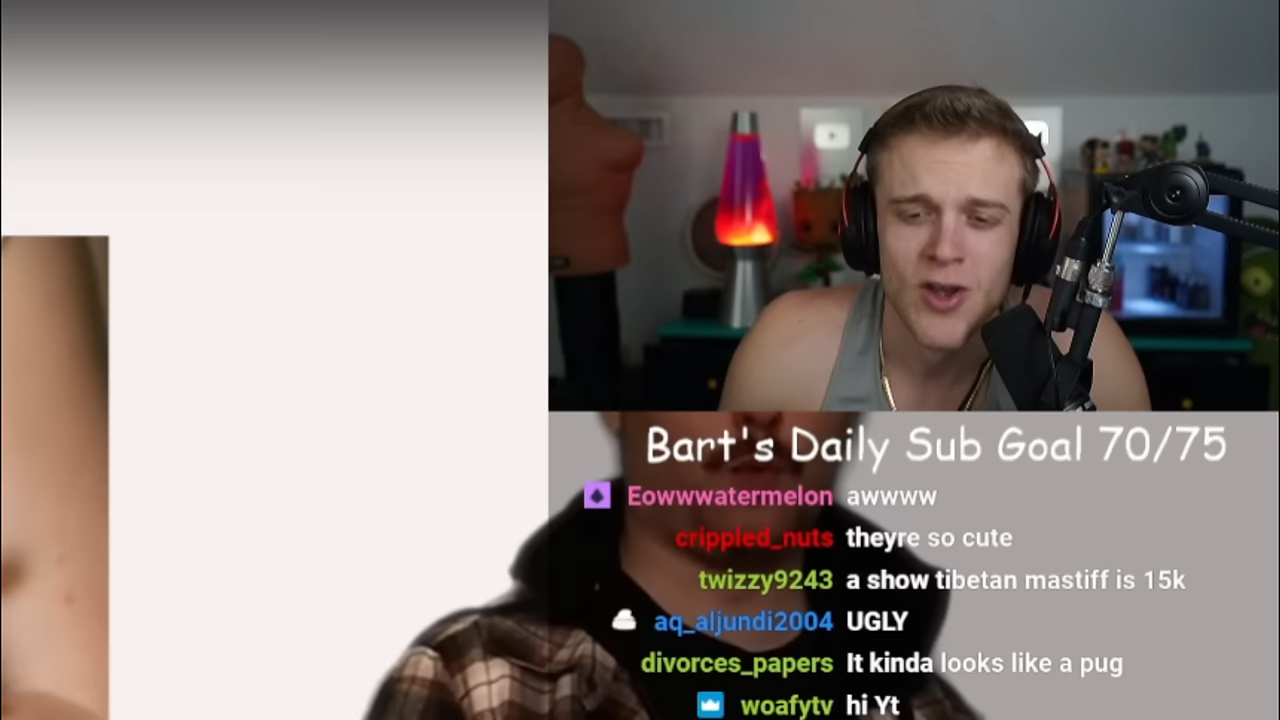 Bart's Daily Sub Goal 70/75
Eowwwatermelon awwww
crippled_nuts theyre so cute
twizzy9243 a show tibetan mastiff is 15k
aq_aljundi2004 UGLY
divorces_papers It kinda looks like a pug
woafytv hi Yt